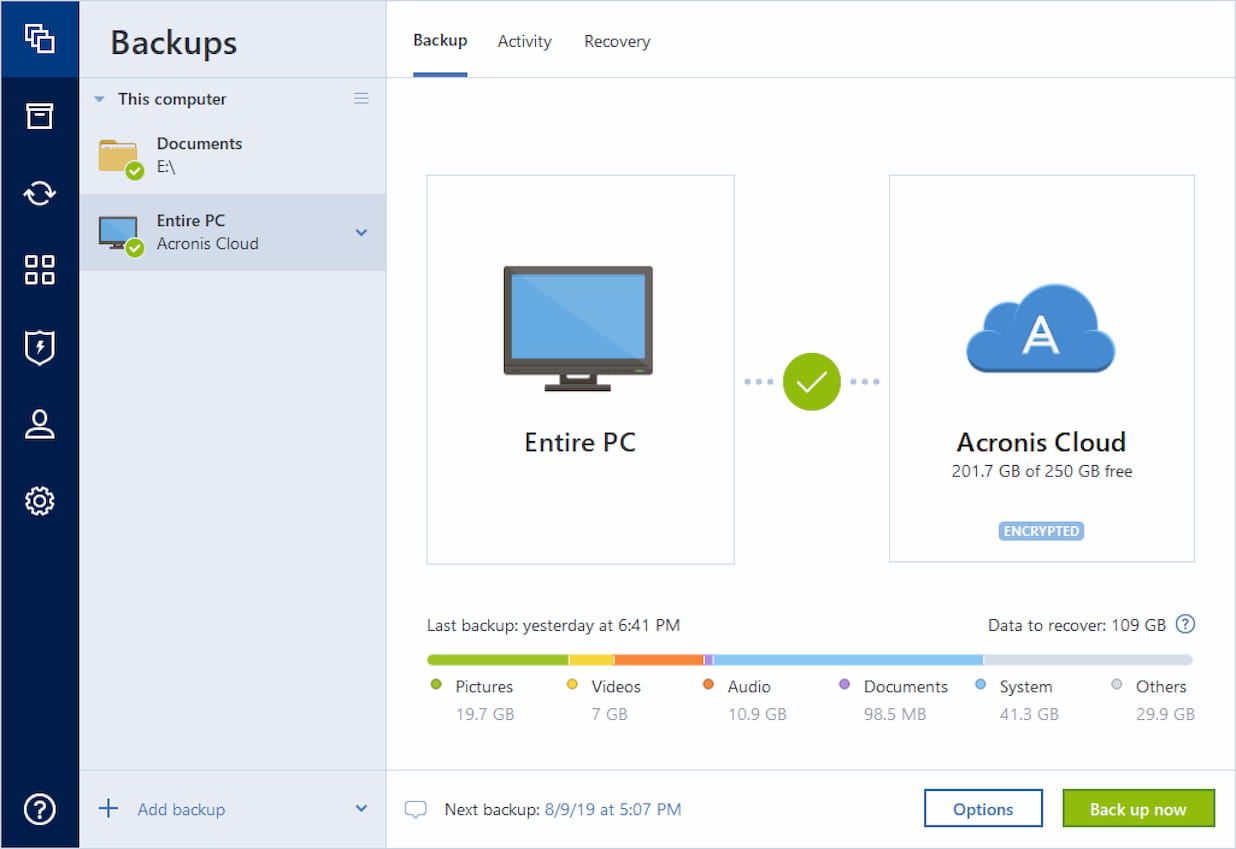 Backups
Backup Activity Recovery
This computer
Documents
E:\
Entire PC
Acronis Cloud
Entire PC
A
Acronis Cloud
201.7 GB of 250 GB free
ENCRYPTED
Last backup: yesterday at 6:41 PM
Data to recover: 109 GB ?
Pictures Videos Audio Documents System Others
19.7 GB 7 GB 10.9 GB 98.5 MB 41.3 GB 29.9 GB
? Add backup
Next backup: 8/9/19 at 5:07 PM
Options
Back up now